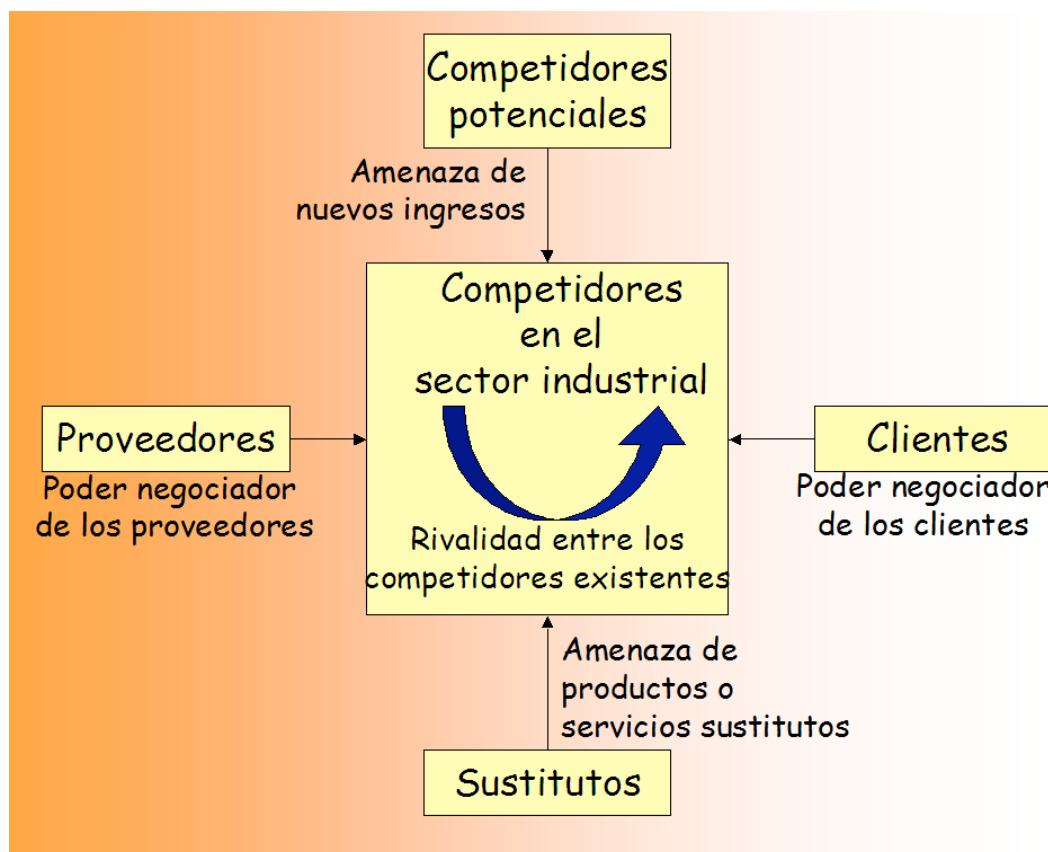 Competidores
potenciales
Amenaza de
nuevos ingresos
Competidores
en el
sector industrial
Proveedores
Poder negociador
de los proveedores
Clientes
Poder negociador
de los clientes
Rivalidad entre los
competidores existentes
Amenaza de
productos o
servicios sustitutos
Sustitutos